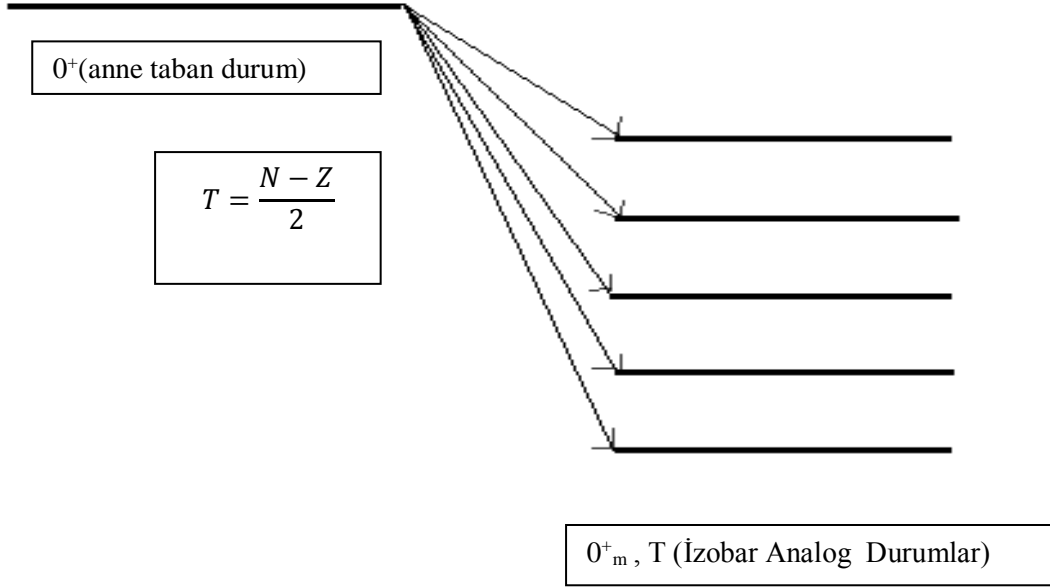 0⁺(anne taban durum)
T = (N − Z)/2
0⁺ₘ , T (İzobar Analog Durumlar)